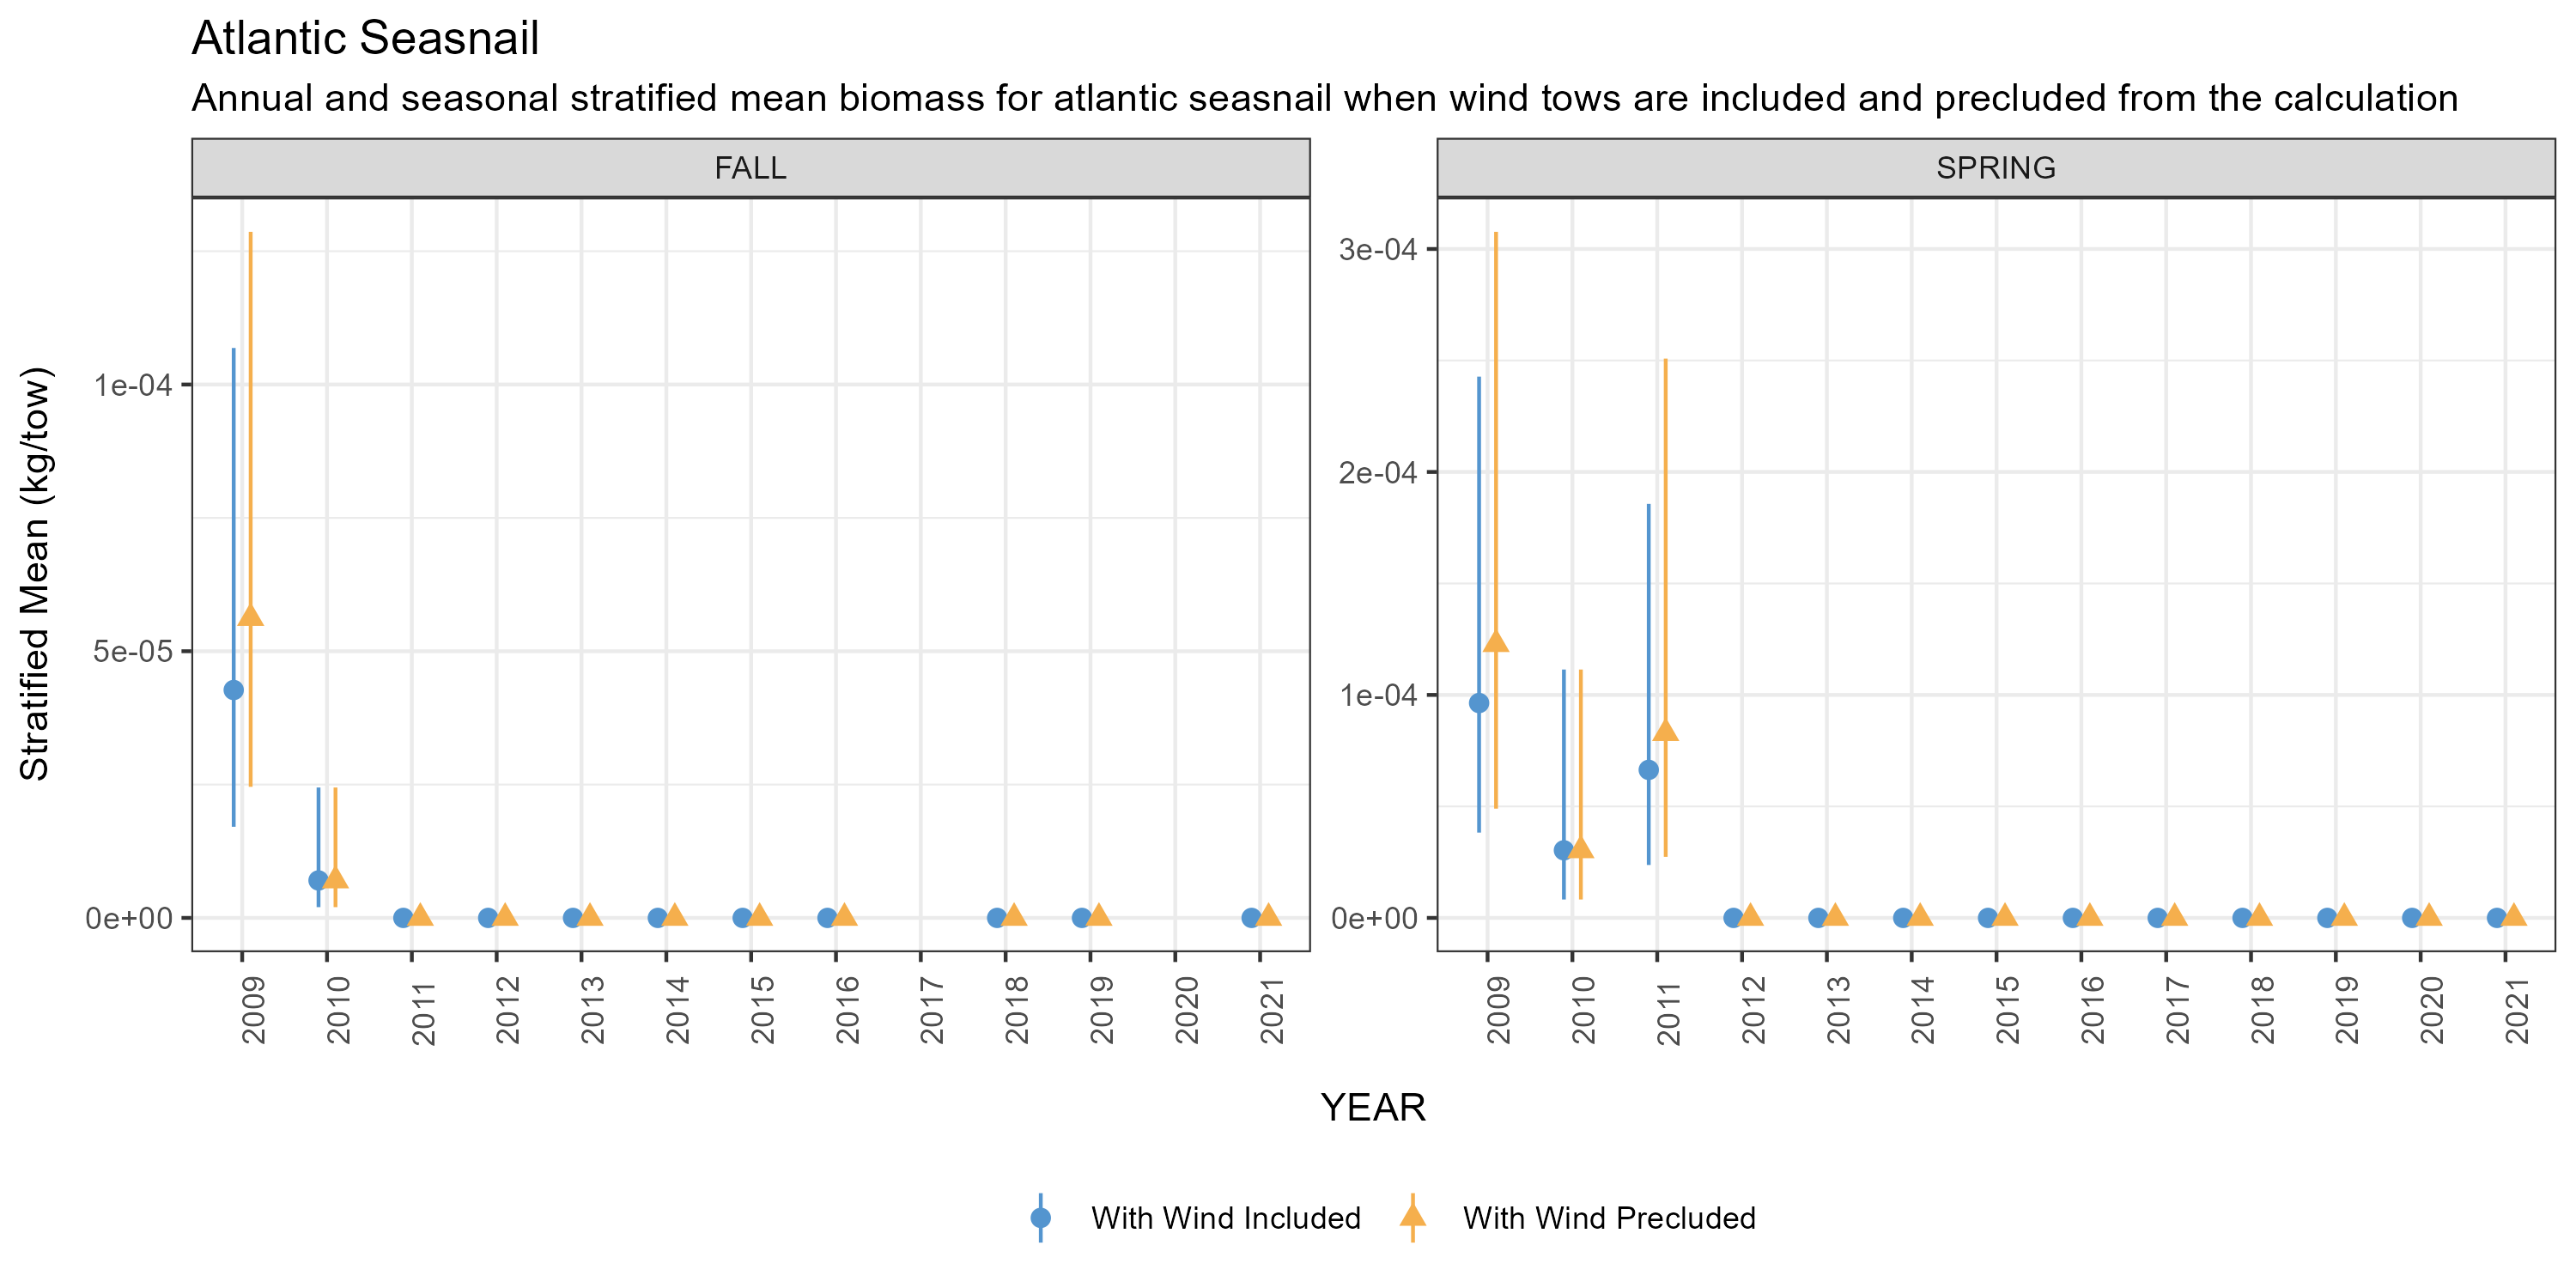 Atlantic Seasnail
Annual and seasonal stratified mean biomass for atlantic seasnail when wind tows are included and precluded from the calculation
FALL
SPRING
Stratified Mean (kg/tow)
1e-04
5e-05
0e+00
3e-04
2e-04
1e-04
0e+00
2009 2010 2011 2012 2013 2014 2015 2016 2017 2018 2019 2020 2021
2009 2010 2011 2012 2013 2014 2015 2016 2017 2018 2019 2020 2021
YEAR
With Wind Included
With Wind Precluded